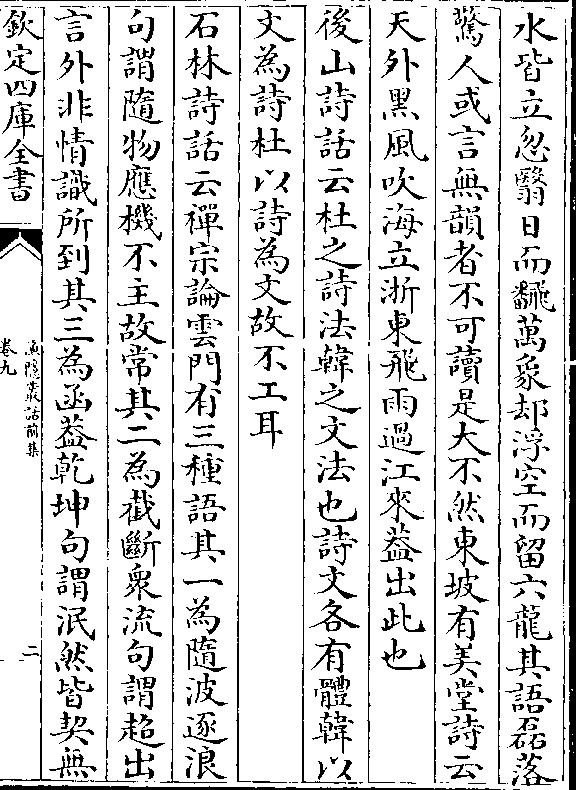 水皆立忽翳日而飜萬象却浮空而留六龍其語磊落
驚人或言無韻者不可讀是大不然東坡有美堂詩云
天外黑風吹海立浙東飛雨過江來葢出此也
後山詩話云杜之詩法韓之文法也詩文各有體韓以
文為詩杜以詩為文故不工耳
石林詩話云禪宗論雲門有三種語其一為隨波逐浪
句謂隨物應機不主故常其二為截斷衆流句謂超出
言外非情識所到其三為函葢乾坤句謂泯然皆契無
欽定四庫全書
漁隱叢話前集
卷九
二